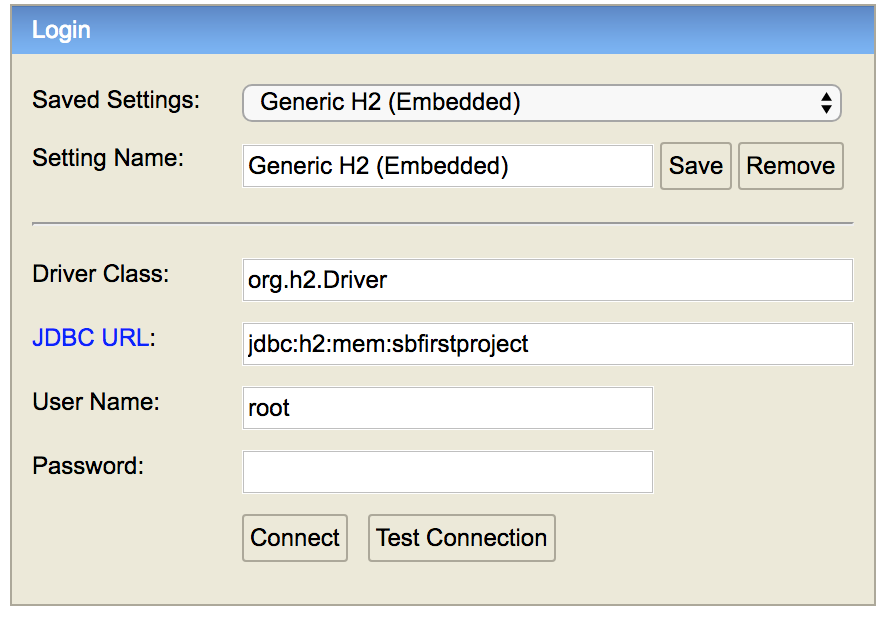 Login
Saved Settings: Generic H2 (Embedded)
Setting Name: Generic H2 (Embedded) Save Remove
Driver Class: org.h2.Driver
JDBC URL: jdbc:h2:mem:sbfirstproject
User Name: root
Password:
Connect Test Connection